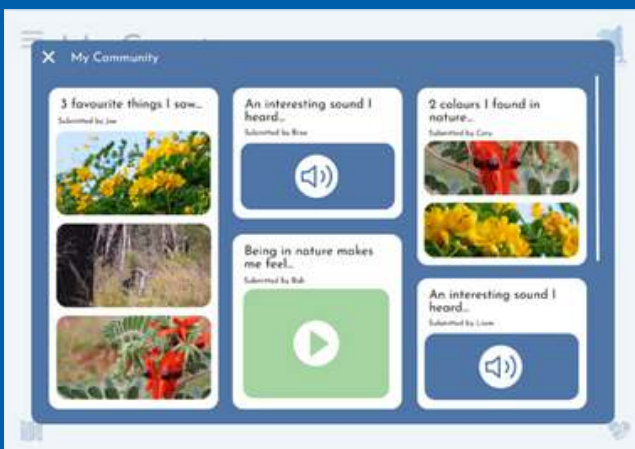 My Community
3 favourite things I saw...
Submitted by Joe
An interesting sound I
heard...
Submitted by Bree
Being in nature makes
me feel...
Submitted by Bob
2 colours I found in
nature...
Submitted by Cory
An interesting sound I
heard...
Submitted by